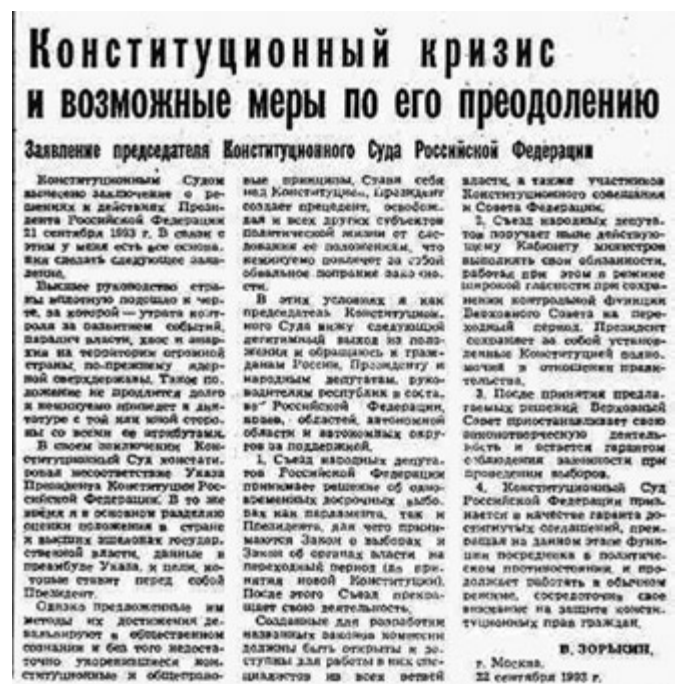 Конституционный кризис
и возможные меры по его преодолению
Заявление председателя Конституционного Суда Российской Федерации
Конституционным Судом
вынесено заключение о ре-
шениях и действиях Прези-
дента Российской Федерации
21 сентября 1993 г. В связи с
этим у меня есть все основа-
ния сделать следующее заяв-
ление.
Высшее руководство стра-
ны вплотную подошло к чер-
те, за которой — утрата конт-
роля за развитием событий,
паралич власти, хаос и анар-
хия на территории огромной
страны, по-прежнему ядер-
ной сверхдержавы. Такое по-
ложение не продлится долго
и неминуемо приведет к дик-
татуре с той или иной сторо-
ны со всеми ее атрибутами.
В своем заключении Кон-
ституционный Суд констати-
ровал несоответствие Указа
Президента Конституции Рос-
сийской Федерации. В то же
время я в основном разделяю
оценки положения в стране
и высших эшелонах государ-
ственной власти, данные в
преамбуле Указа, и цели, ко-
торые ставит перед собой
Президент.
Однако предложенные им
методы их достижения де-
вальвируют в общественном
сознании и без того недоста-
точно укоренившиеся кон-
ституционные и общеправо-
вые принципы. Ставя себя
над Конституцией, Президент
создает прецедент, освобож-
дая и всех других субъектов
политической жизни от сле-
дования ее положениям, что
неминуемо повлечет за собой
обвальное попрание законно-
сти.
В этих условиях я как
председатель Конституцион-
ного Суда вижу следующий
легитимный выход из поло-
жения и обращаюсь к граж-
данам России, Президенту и
народным депутатам, руко-
водителям республик в соста-
ве Российской Федерации,
краев, областей, автономной
области и автономных окру-
гов за поддержкой.
1. Съезд народных депута-
тов Российской Федерации
принимает решение об одно-
временных досрочных выбо-
рах как парламента, так и
Президента, для чего прини-
маются Закон о выборах и
Закон об органах власти на
переходный период (до при-
нятия новой Конституции).
После этого Съезд прекра-
щает свою деятельность.
Созданные для разработки
названных законов комиссии
должны быть открыты и до-
ступны для работы в них спе-
циалистов из всех ветвей
власти, а также участников
Конституционного совещания
и Совета Федерации.
2. Съезд народных депута-
тов поручает ныне действую-
щему Кабинету министров
выполнять свои обязанности,
работая при этом в режиме
широкой гласности при сохра-
нении контрольной функции
Верховного Совета на пере-
ходный период. Президент
сохраняет за собой установ-
ленные Конституцией полно-
мочия в отношении прави-
тельства.
3. После принятия предла-
гаемых решений Верховный
Совет приостанавливает свою
законотворческую деятель-
ность и остается гарантом
соблюдения законности при
проведении выборов.
4. Конституционный Суд
Российской Федерации приз-
нается в качестве гаранта до-
стигнутых соглашений, прек-
ращая на данном этапе функ-
ции посредника в политичес-
ком противостоянии, и про-
должает работать в обычном
режиме, сосредоточив свое
внимание на защите консти-
туционных прав граждан.
В. ЗОРЬКИН.
г. Москва.
22 сентября 1993 г.